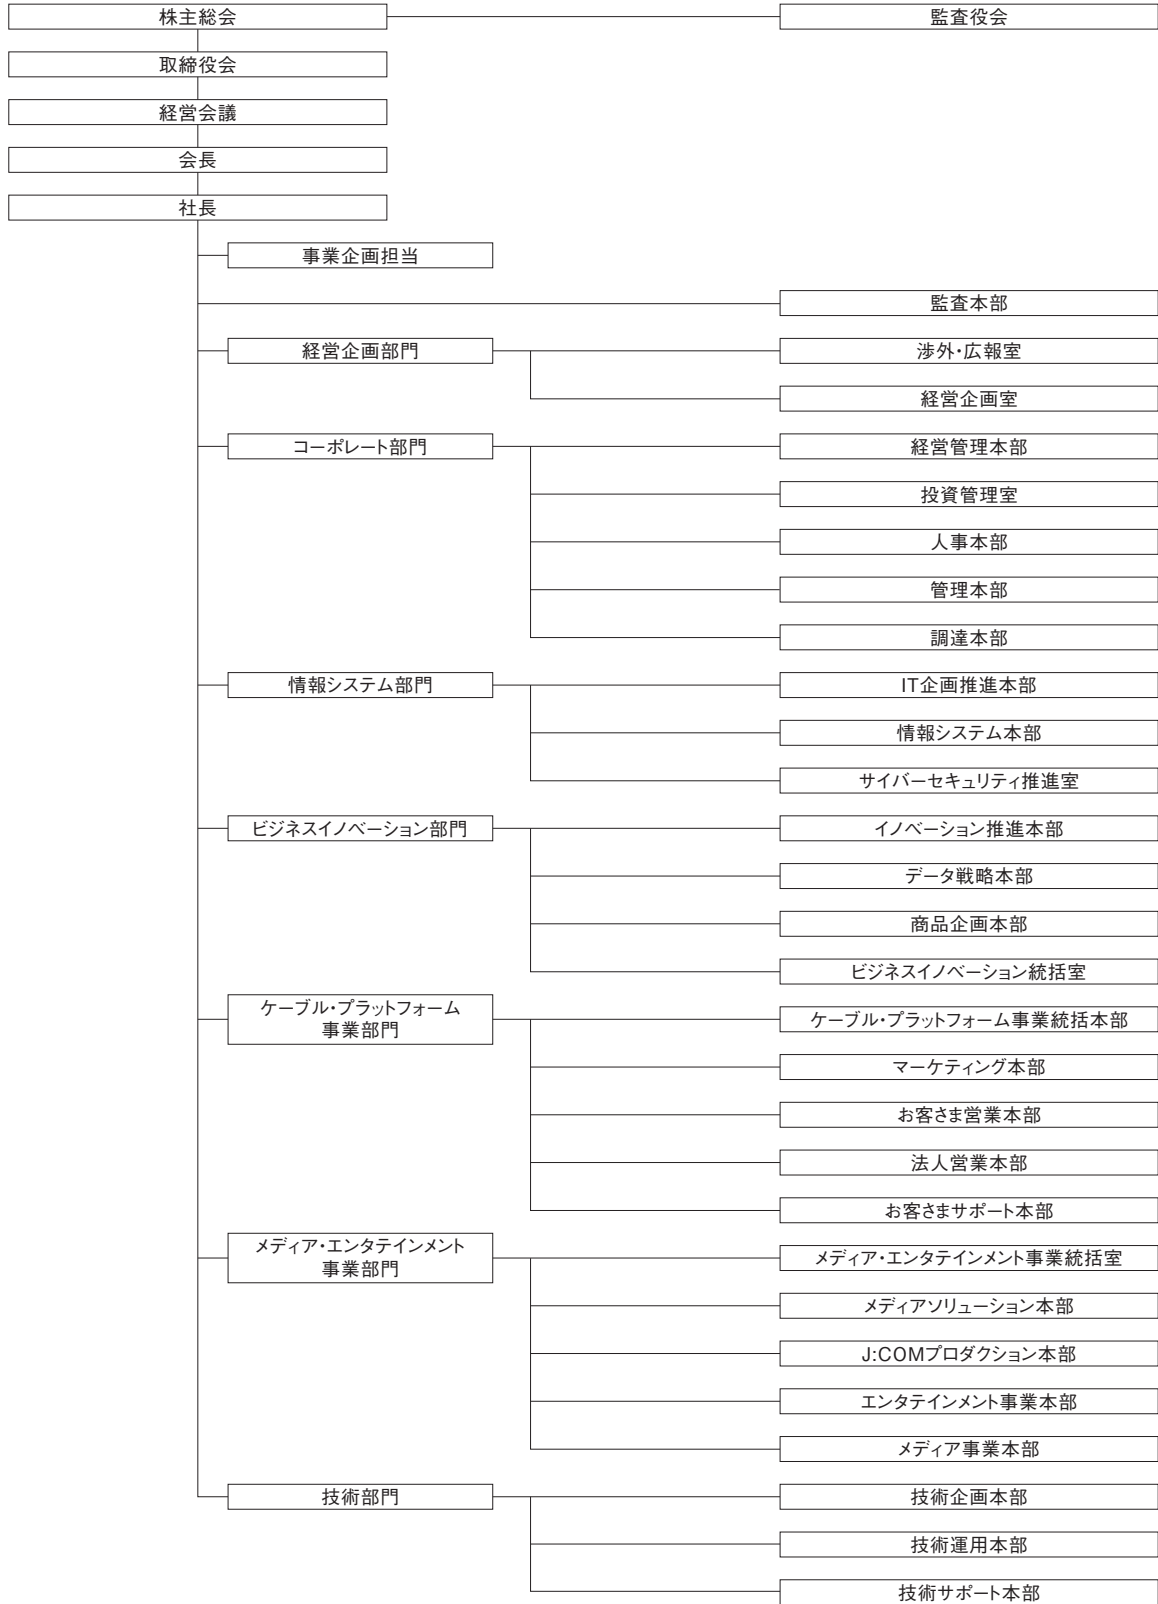 株主総会
監査役会
取締役会
経営会議
会長
社長
事業企画担当
監査本部
経営企画部門
渉外・広報室
経営企画室
コーポレート部門
経営管理本部
投資管理室
人事本部
管理本部
調達本部
情報システム部門
IT企画推進本部
情報システム本部
サイバーセキュリティ推進室
ビジネスイノベーション部門
イノベーション推進本部
データ戦略本部
商品企画本部
ビジネスイノベーション統括室
ケーブル・プラットフォーム
事業部門
ケーブル・プラットフォーム事業統括本部
マーケティング本部
お客さま営業本部
法人営業本部
お客さまサポート本部
メディア・エンタテインメント
事業部門
メディア・エンタテインメント事業統括室
メディアソリューション本部
J:COMプロダクション本部
エンタテインメント事業本部
メディア事業本部
技術部門
技術企画本部
技術運用本部
技術サポート本部